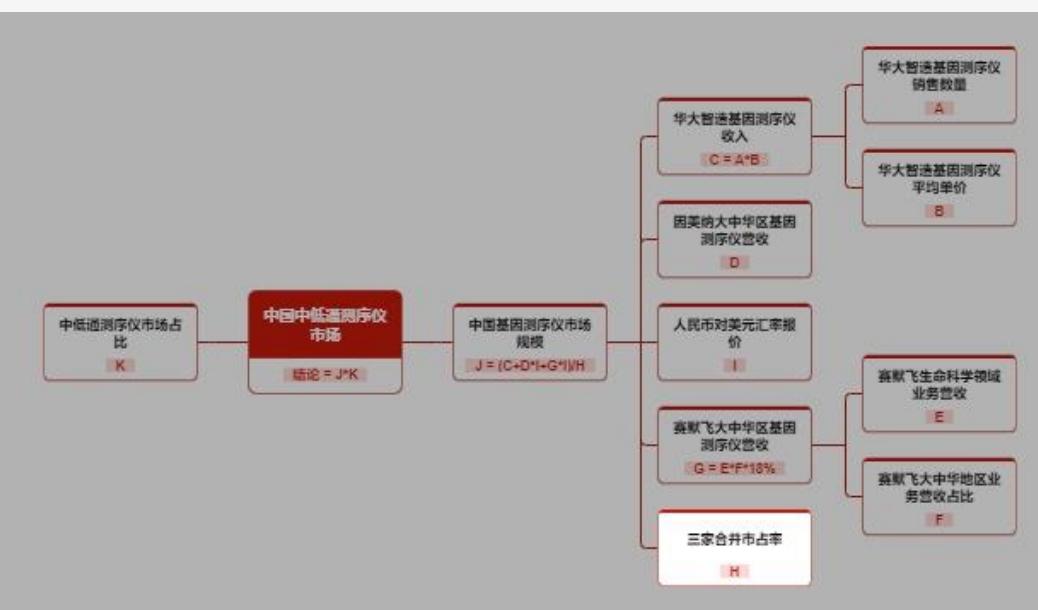 华大智造基因测序仪
销售数量
A
华大智造基因测序仪
收入
C = A*B
华大智造基因测序仪
平均单价
B
因美纳大中华区基因
测序仪营收
D
中低通测序仪市场占
比
K
中国中低通测序仪
市场
结论 = J*K
中国基因测序仪市场
规模
J = (C+D*I+G*I)/H
人民币对美元汇率报
价
I
赛默飞生命科学领域
业务营收
E
赛默飞大中华区基因
测序仪营收
G = E*F*18%
赛默飞大中华地区业
务营收占比
F
三家合并市占率
H